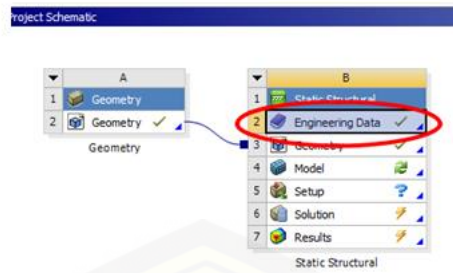 Project Schematic
A
1 Geometry
2 Geometry
Geometry
B
1 Static Structural
2 Engineering Data
3 Geometry
4 Model
5 Setup
6 Solution
7 Results
Static Structural